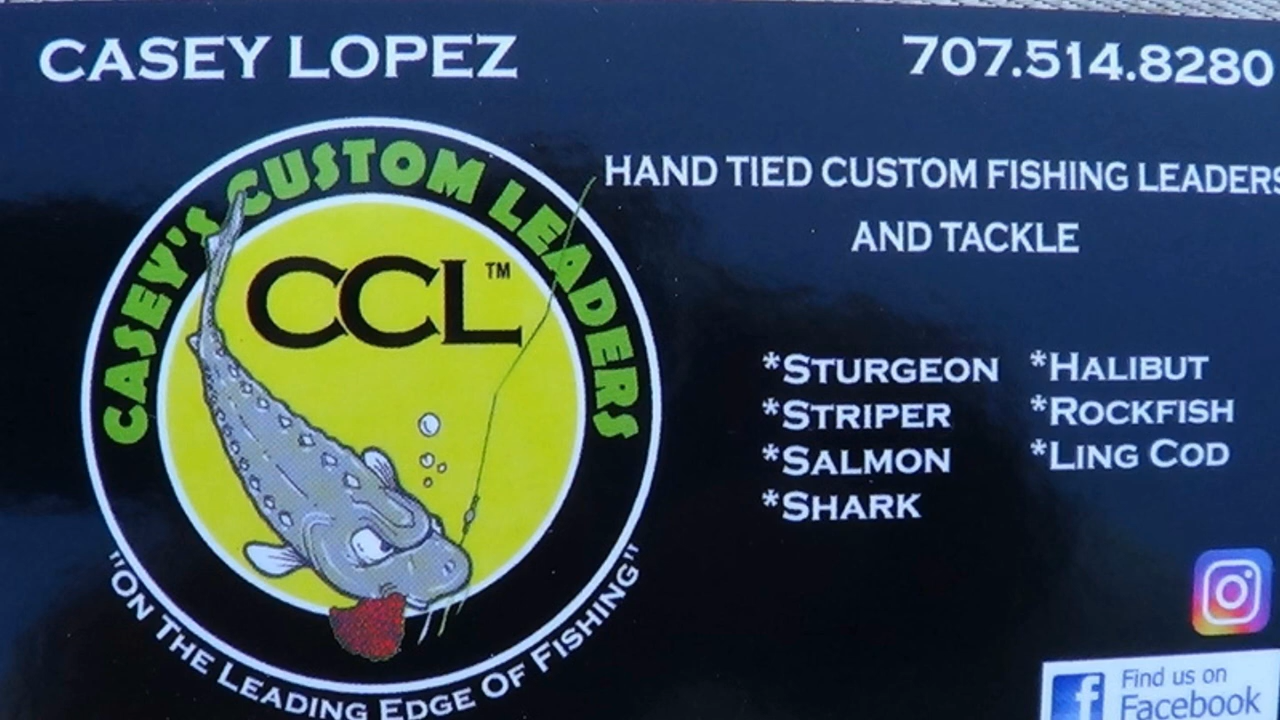 CASEY LOPEZ
707.514.8280
CASEY'S CUSTOM LEADERS
CCL™
"ON THE LEADING EDGE OF FISHING"
HAND TIED CUSTOM FISHING LEADERS
AND TACKLE
*STURGEON
*STRIPER
*SALMON
*SHARK
*HALIBUT
*ROCKFISH
*LING COD
Find us on
Facebook